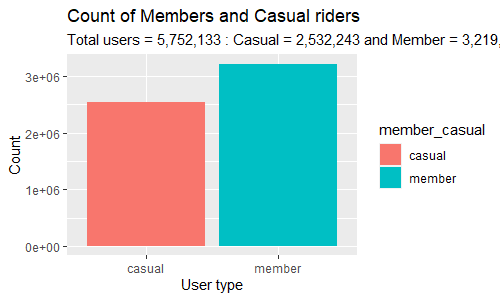 Count of Members and Casual riders
Total users = 5,752,133 : Casual = 2,532,243 and Member = 3,219,
3e+06
2e+06
1e+06
0e+00
Count
casual
member
User type
member_casual
casual
member